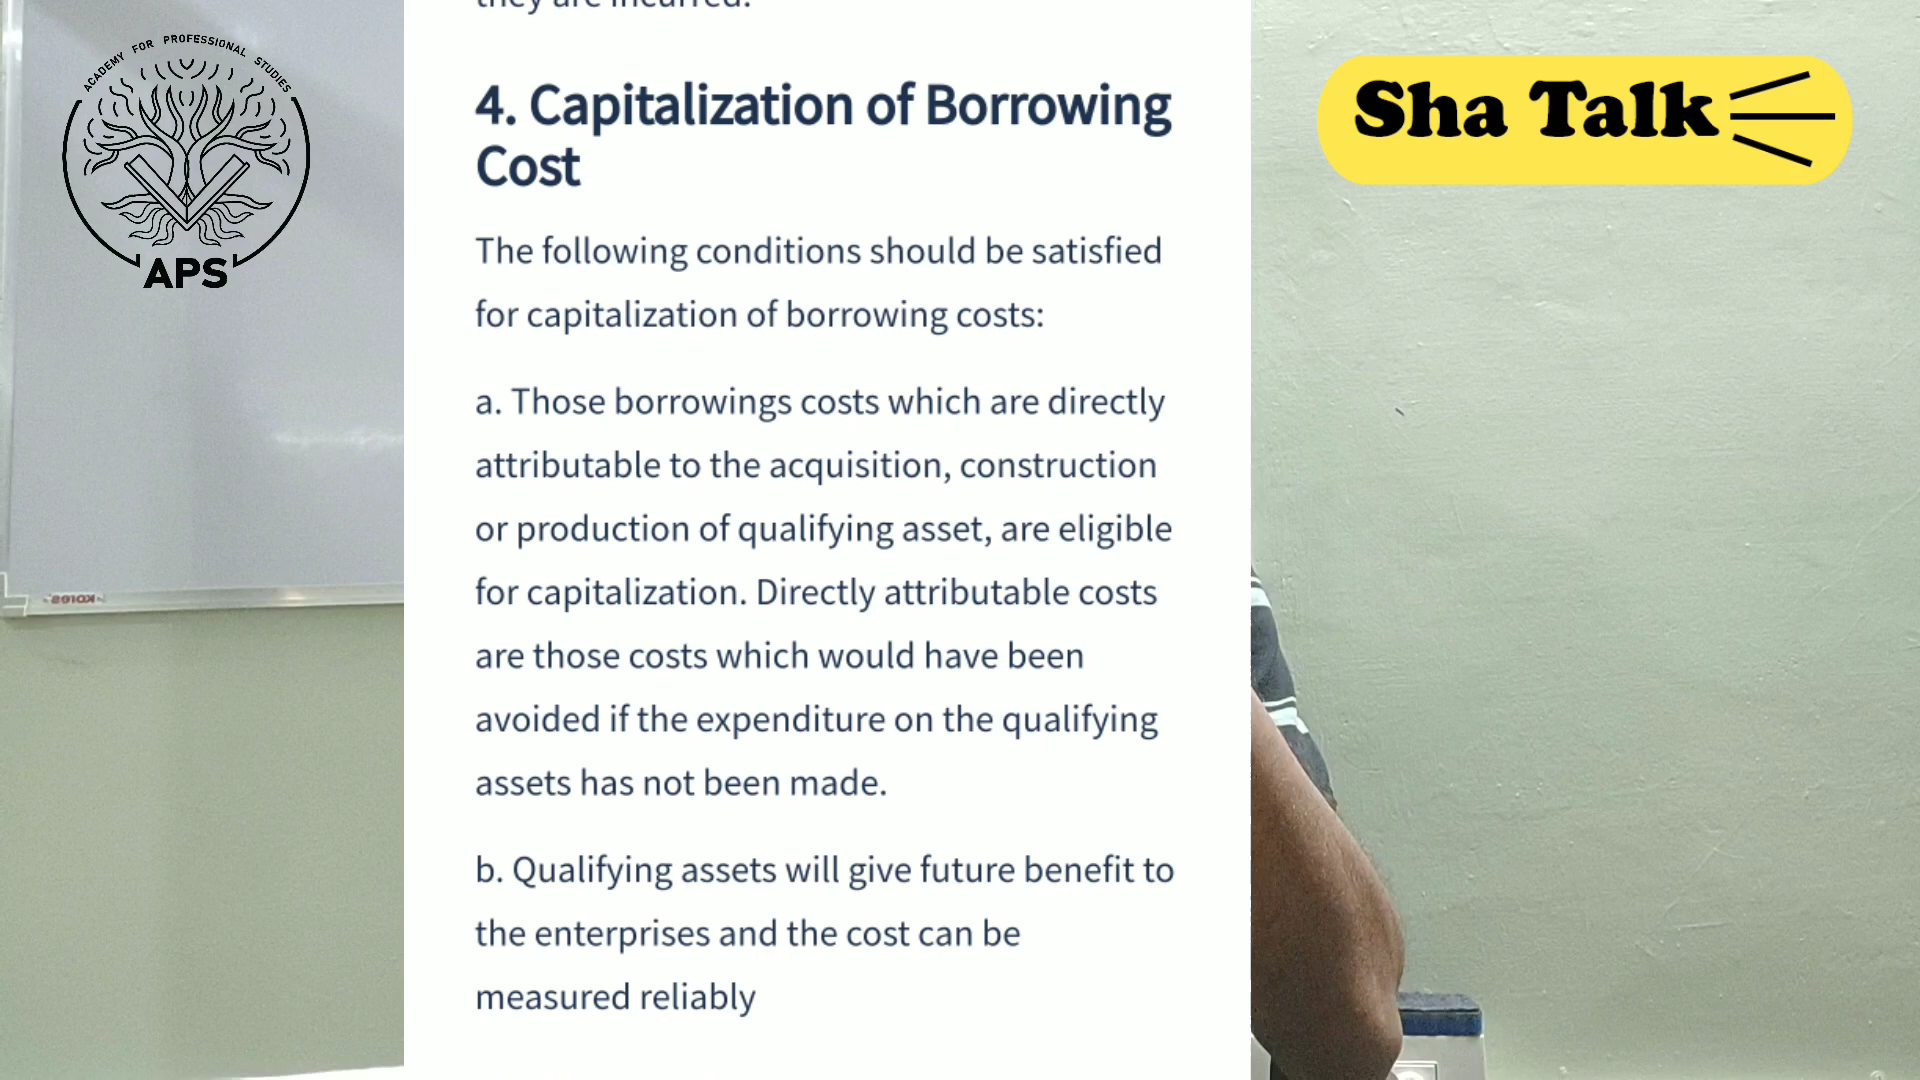 ACADEMY FOR PROFESSIONAL STUDIES
APS
they are incurred.
4. Capitalization of Borrowing
Cost
The following conditions should be satisfied
for capitalization of borrowing costs:
a. Those borrowings costs which are directly
attributable to the acquisition, construction
or production of qualifying asset, are eligible
for capitalization. Directly attributable costs
are those costs which would have been
avoided if the expenditure on the qualifying
assets has not been made.
b. Qualifying assets will give future benefit to
the enterprises and the cost can be
measured reliably
Sha Talk